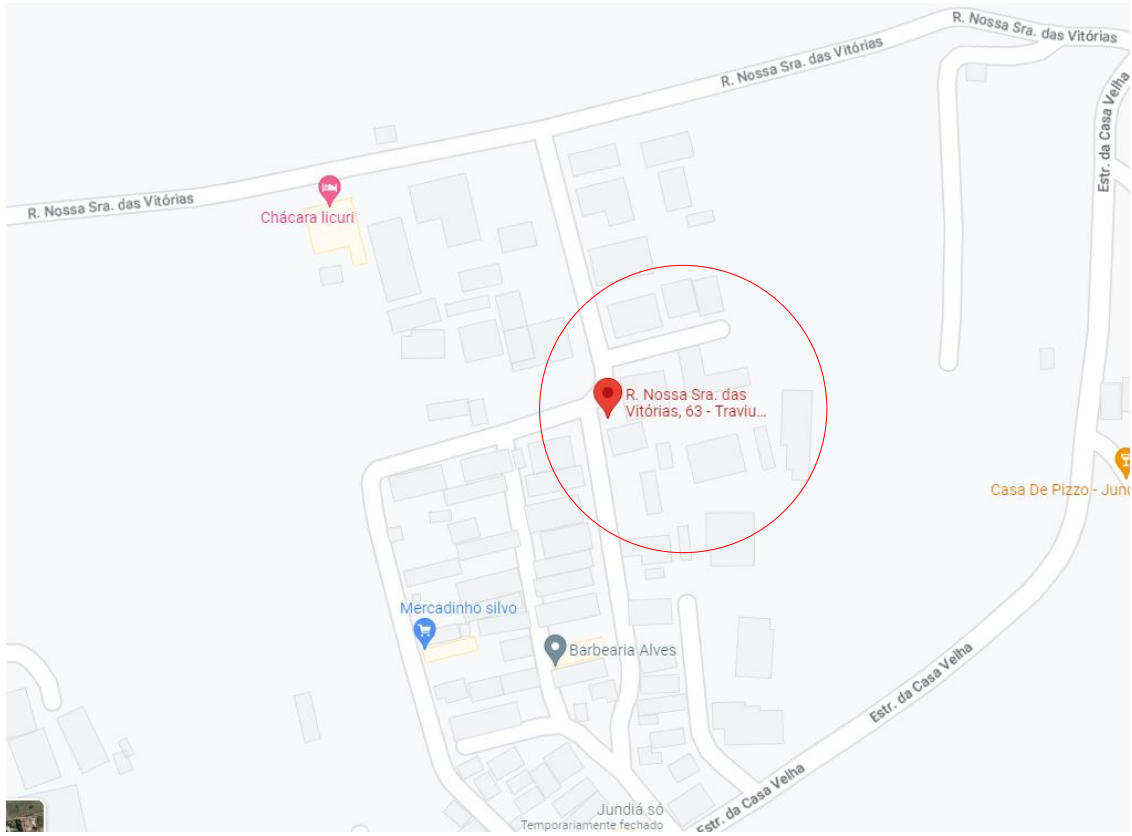 R. Nossa Sra. das Vitórias
R. Nossa Sra. das Vitórias
R. Nossa Sra. das Vitórias
Estr. da Casa Velha
Chácara licuri
R. Nossa Sra. das
Vitórias, 63 - Traviu...
Casa De Pizzo - Jund
Mercadinho silvo
Barbearia Alves
Estr. da Casa Velha
Estr. da Casa Velha
Jundiá só
Temporariamente fechado